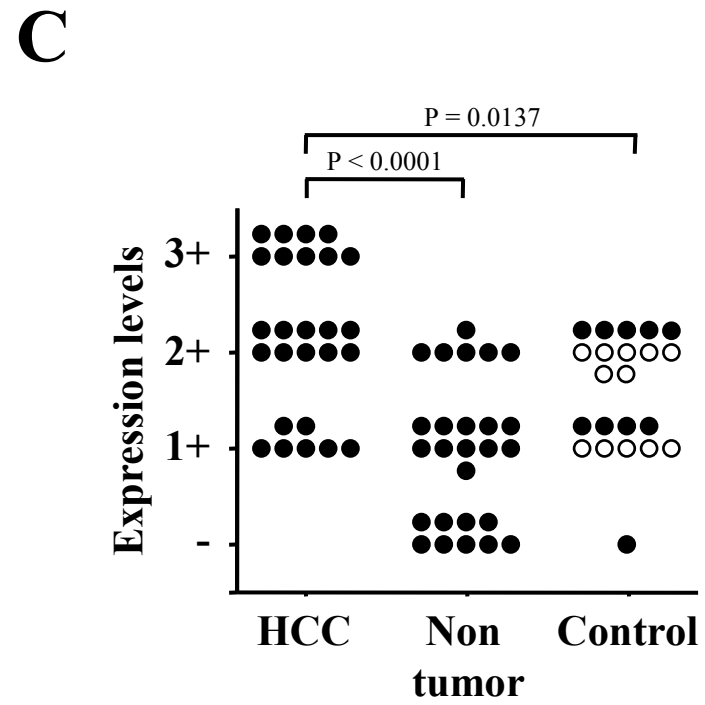 C
P = 0.0137
P < 0.0001
Expression levels
3+
2+
1+
-
HCC
Non
tumor
Control